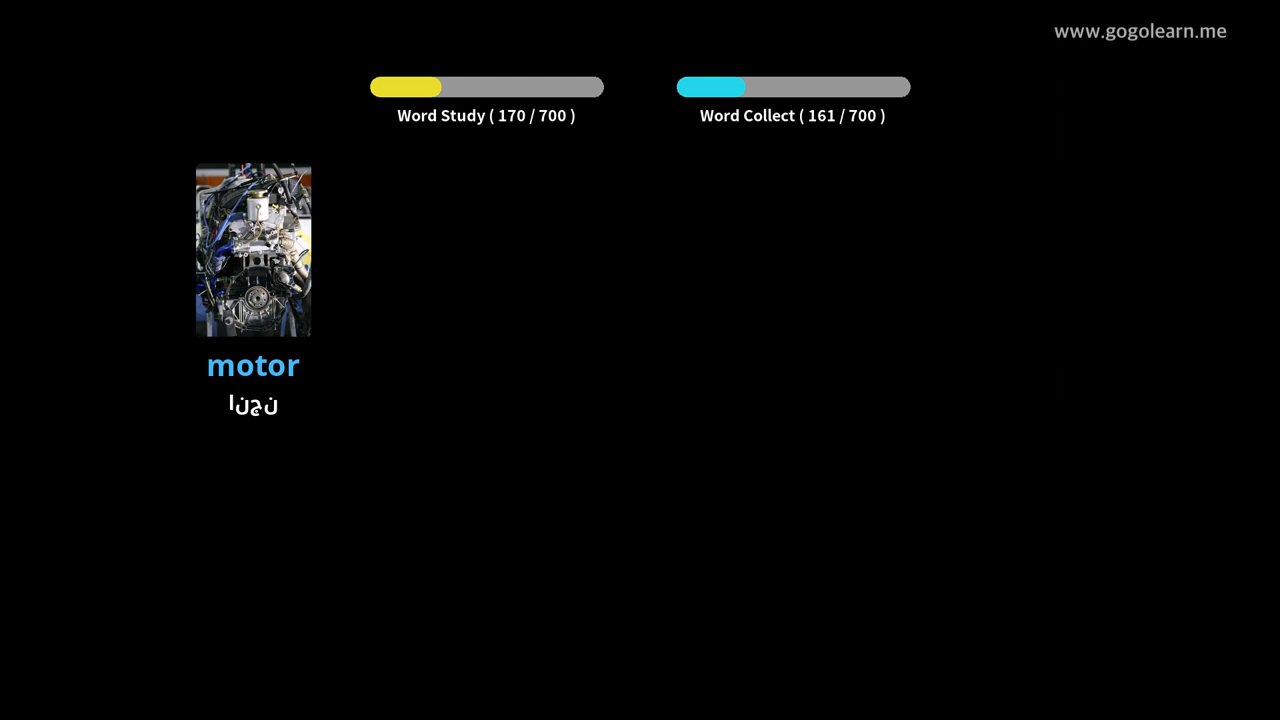 www.gogolearn.me
Word Study ( 170 / 700 )
Word Collect ( 161 / 700 )
motor
انجن